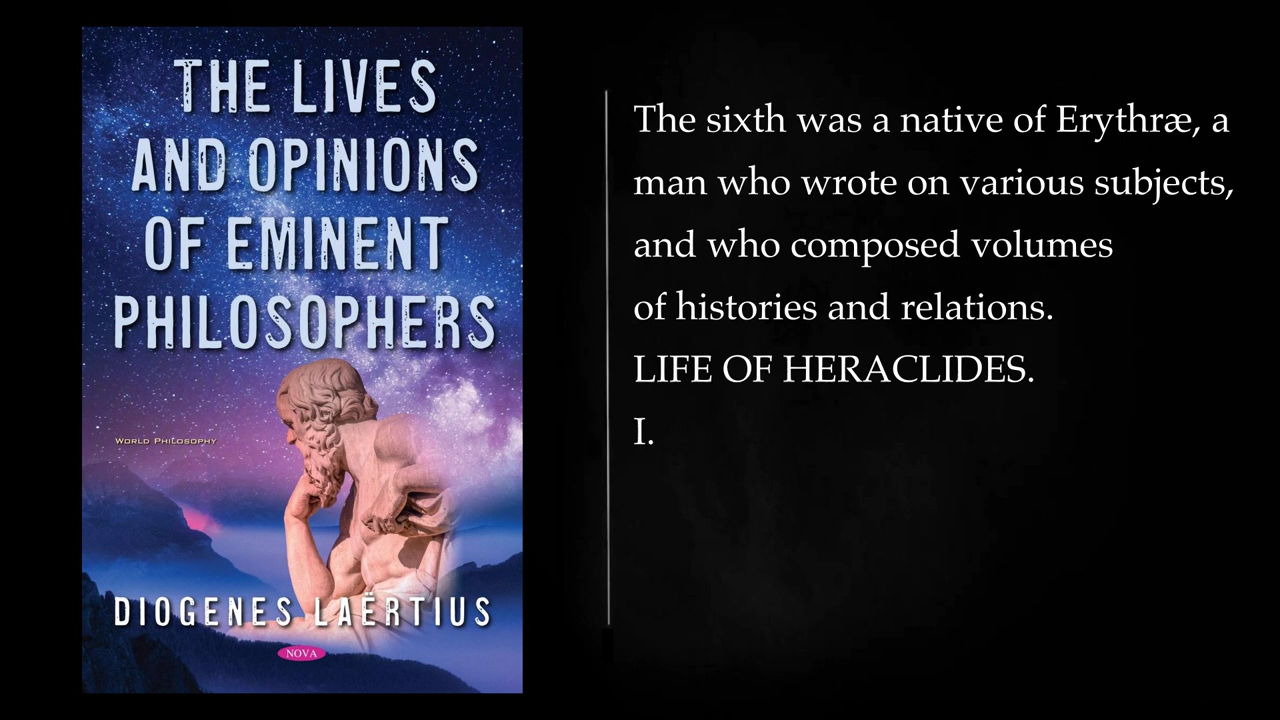 THE LIVES
AND OPINIONS
OF EMINENT
PHILOSOPHERS
WORLD PHILOSOPHY
DIOGENES LAËRTIUS
NOVA
The sixth was a native of Erythræ, a
man who wrote on various subjects,
and who composed volumes
of histories and relations.
LIFE OF HERACLIDES.
I.